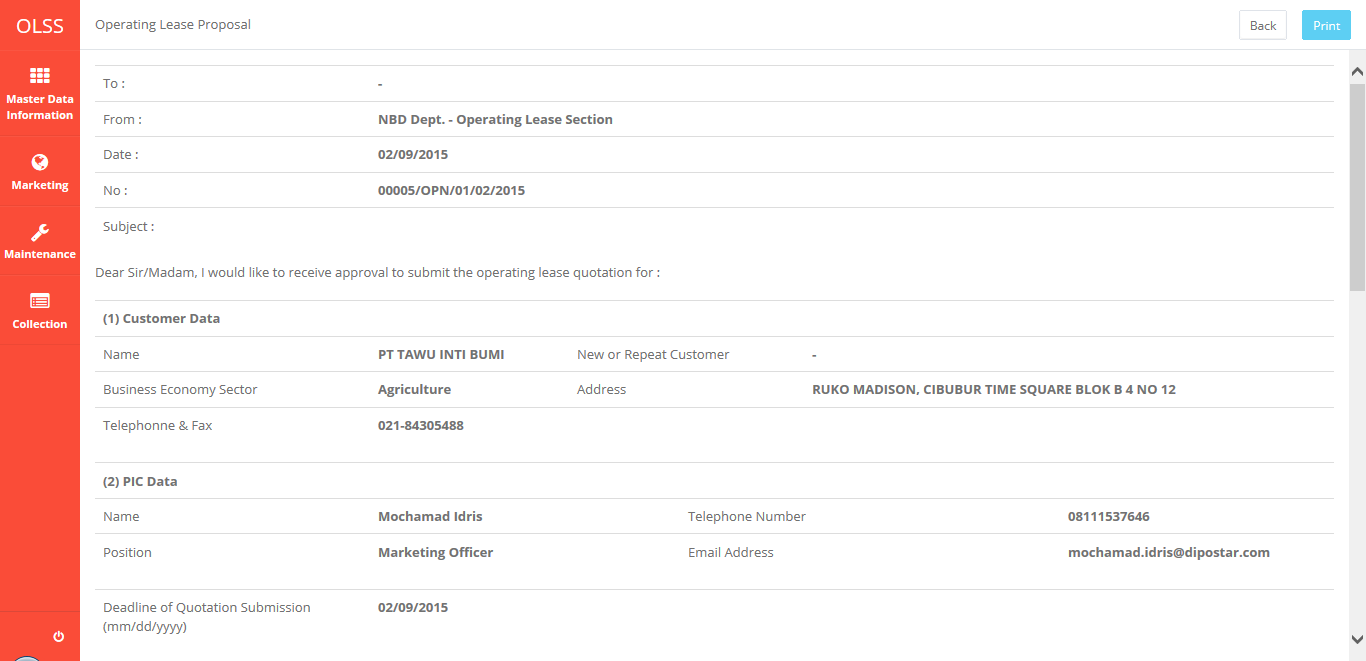 OLSS
Operating Lease Proposal
Back
Print
Master Data
Information
Marketing
Maintenance
Collection
To : -
From : NBD Dept. - Operating Lease Section
Date : 02/09/2015
No : 00005/OPN/01/02/2015
Subject :
Dear Sir/Madam, I would like to receive approval to submit the operating lease quotation for :
(1) Customer Data
Name PT TAWU INTI BUMI New or Repeat Customer -
Business Economy Sector Agriculture Address RUKO MADISON, CIBUBUR TIME SQUARE BLOK B 4 NO 12
Telephonne & Fax 021-84305488
(2) PIC Data
Name Mochamad Idris Telephone Number 08111537646
Position Marketing Officer Email Address mochamad.idris@dipostar.com
Deadline of Quotation Submission 02/09/2015
(mm/dd/yyyy)